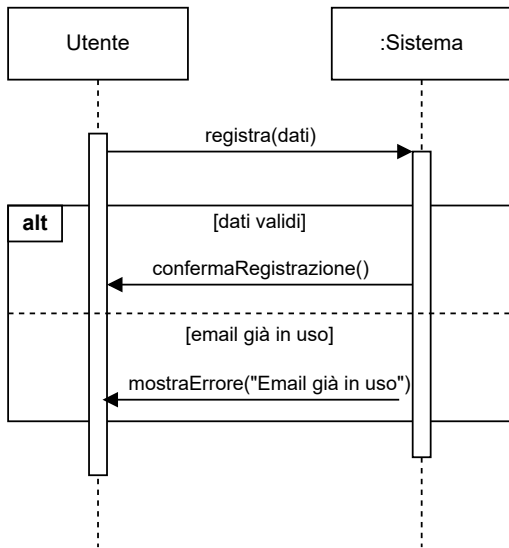 Utente
:Sistema
registra(dati)
alt
[dati validi]
confermaRegistrazione()
[email già in uso]
mostraErrore("Email già in uso")